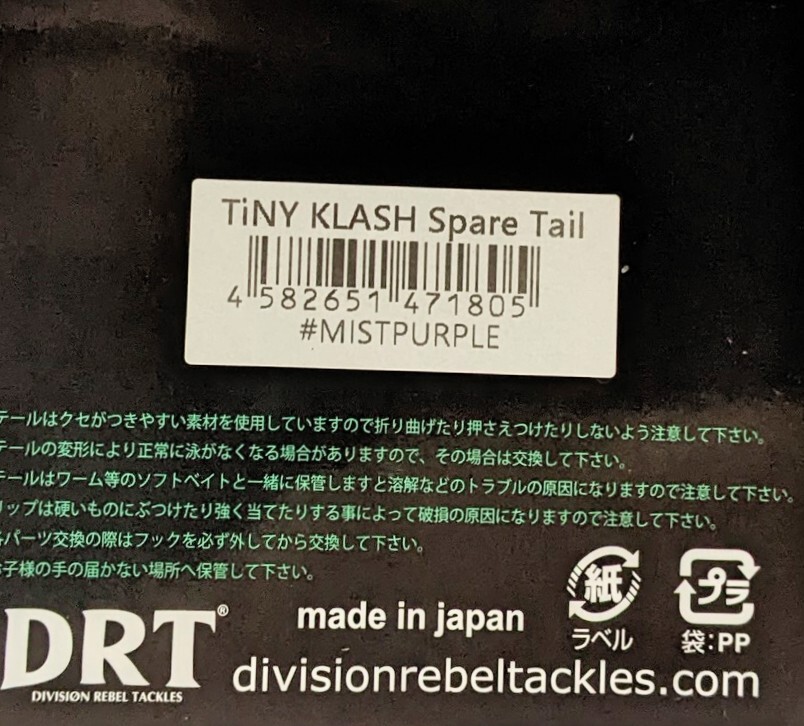 TiNY KLASH Spare Tail
4 582651 471805
#MISTPURPLE
テールはクセがつきやすい素材を使用していますので折り曲げたり押さえつけたりしないよう注意して下さい。
テールの変形により正常に泳がなくなる場合がありますので、その場合は交換して下さい。
テールはワーム等のソフトベイトと一緒に保管しますと溶解などのトラブルの原因になりますので注意して下さい。
リップは硬いものにぶつけたり強く当てたりする事によって破損の原因になりますので注意して下さい。
各パーツ交換の際はフックを必ず外してから交換して下さい。
お子様の手の届かない場所へ保管して下さい。
紙
ラベル
プラ
袋:PP
DRT®
DIVISION REBEL TACKLES
made in japan
divisionrebeltackles.com